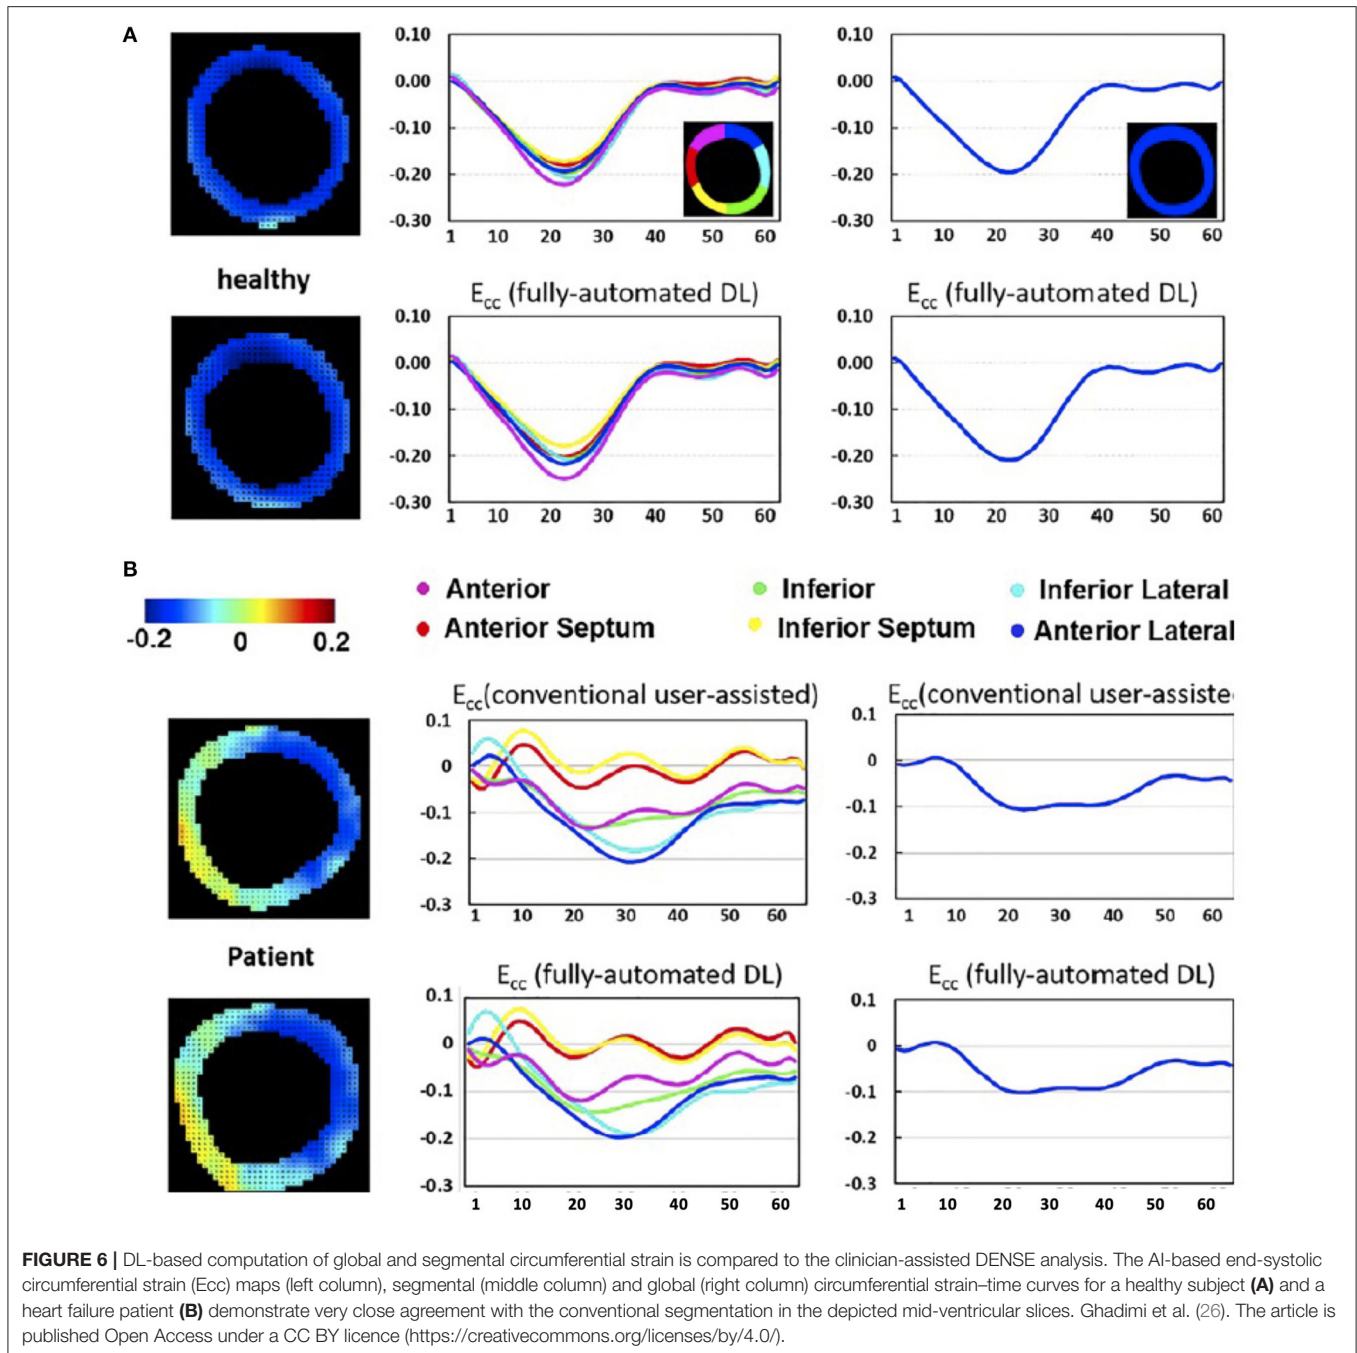 A
0.10
0.00
-0.10
-0.20
-0.30
1 10 20 30 40 50 60
0.10
0.00
-0.10
-0.20
-0.30
1 10 20 30 40 50 60
healthy
Ecc (fully-automated DL)
0.10
0.00
-0.10
-0.20
-0.30
1 10 20 30 40 50 60
Ecc (fully-automated DL)
0.10
0.00
-0.10
-0.20
-0.30
1 10 20 30 40 50 60
B
-0.2 0 0.2
Anterior Inferior Inferior Lateral
Anterior Septum Inferior Septum Anterior Lateral
Ecc(conventional user-assisted)
0.1
0
-0.1
-0.2
-0.3
1 10 20 30 40 50 60
Ecc(conventional user-assiste
0.1
0
-0.1
-0.2
-0.3
1 10 20 30 40 50 60
Patient
Ecc (fully-automated DL)
0.1
0
-0.1
-0.2
-0.3
1 10 20 30 40 50 60
Ecc (fully-automated DL)
0.1
0
-0.1
-0.2
-0.3
1 10 20 30 40 50 60
FIGURE 6 | DL-based computation of global and segmental circumferential strain is compared to the clinician-assisted DENSE analysis. The AI-based end-systolic
circumferential strain (Ecc) maps (left column), segmental (middle column) and global (right column) circumferential strain–time curves for a healthy subject (A) and a
heart failure patient (B) demonstrate very close agreement with the conventional segmentation in the depicted mid-ventricular slices. Ghadimi et al. (26). The article is
published Open Access under a CC BY licence (https://creativecommons.org/licenses/by/4.0/).